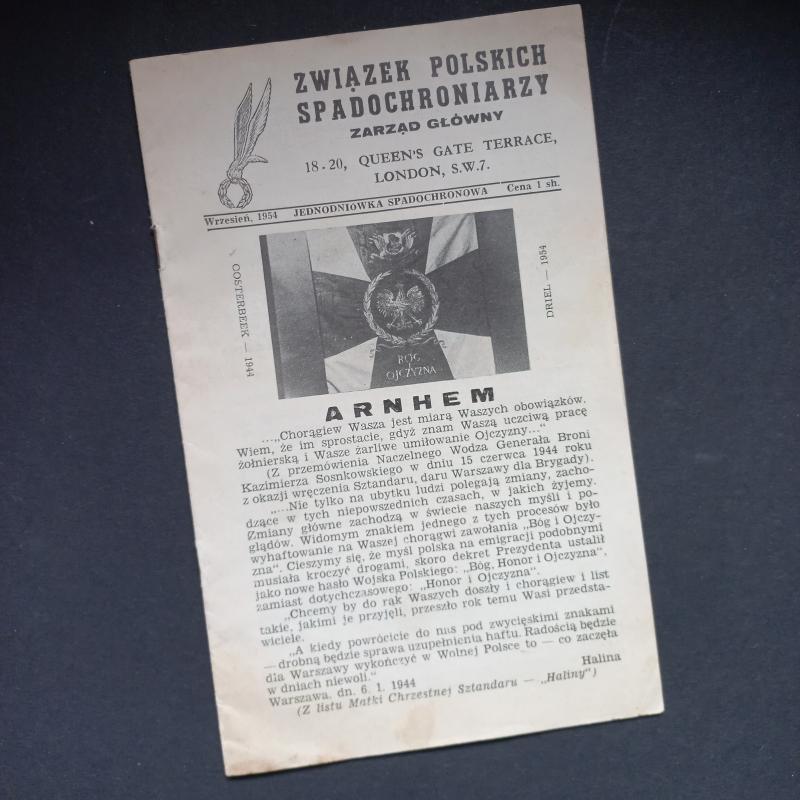 ZWIĄZEK POLSKICH
SPADOCHRONIARZY
ZARZĄD GŁÓWNY
18-20, QUEEN'S GATE TERRACE,
LONDON, S.W.7.
Wrzesień, 1954 JEDNODNIÓWKA SPADOCHRONOWA Cena 1 sh.
OOSTERBEEK — 1944
BÓG
I
OJCZYZNA
DRIEL — 1954
ARNHEM
...„Chorągiew Wasza jest miarą Waszych obowiązków.
Wiem, że im sprostacie, gdyż znam Waszą uczciwą pracę
żołnierską i Wasze żarliwe umiłowanie Ojczyzny..."
(Z przemówienia Naczelnego Wodza Generała Broni
Kazimierza Sosnkowskiego w dniu 15 czerwca 1944 roku
z okazji wręczenia Sztandaru, daru Warszawy dla Brygady).
„...Nie tylko na ubytku ludzi polegają zmiany, zacho-
dzące w tych niepowszednich czasach, w jakich żyjemy.
Zmiany główne zachodzą w świecie naszych myśli i po-
glądów. Widomym znakiem jednego z tych procesów było
wyhaftowanie na Waszej chorągwi zawołania „Bóg i Ojczy-
zna". Cieszymy się, że myśl polska na emigracji podobnymi
musiała kroczyć drogami, skoro dekret Prezydenta ustalił
jako nowe hasło Wojska Polskiego: „Bóg, Honor i Ojczyzna",
zamiast dotychczasowego: „Honor i Ojczyzna".
„Chcemy by do rąk Waszych doszły i chorągiew i list
takie, jakimi je przyjęli, przeszło rok temu Wasi przedsta-
wiciele.
„A kiedy powrócicie do nas pod zwycięskimi znakami
— drobną będzie sprawa uzupełnienia haftu. Radością będzie
dla Warszawy wykończyć w Wolnej Polsce to — co zaczęła
w dniach niewoli."
Halina
Warszawa, dn. 6. 1. 1944
(Z listu Matki Chrzestnej Sztandaru — „Haliny")